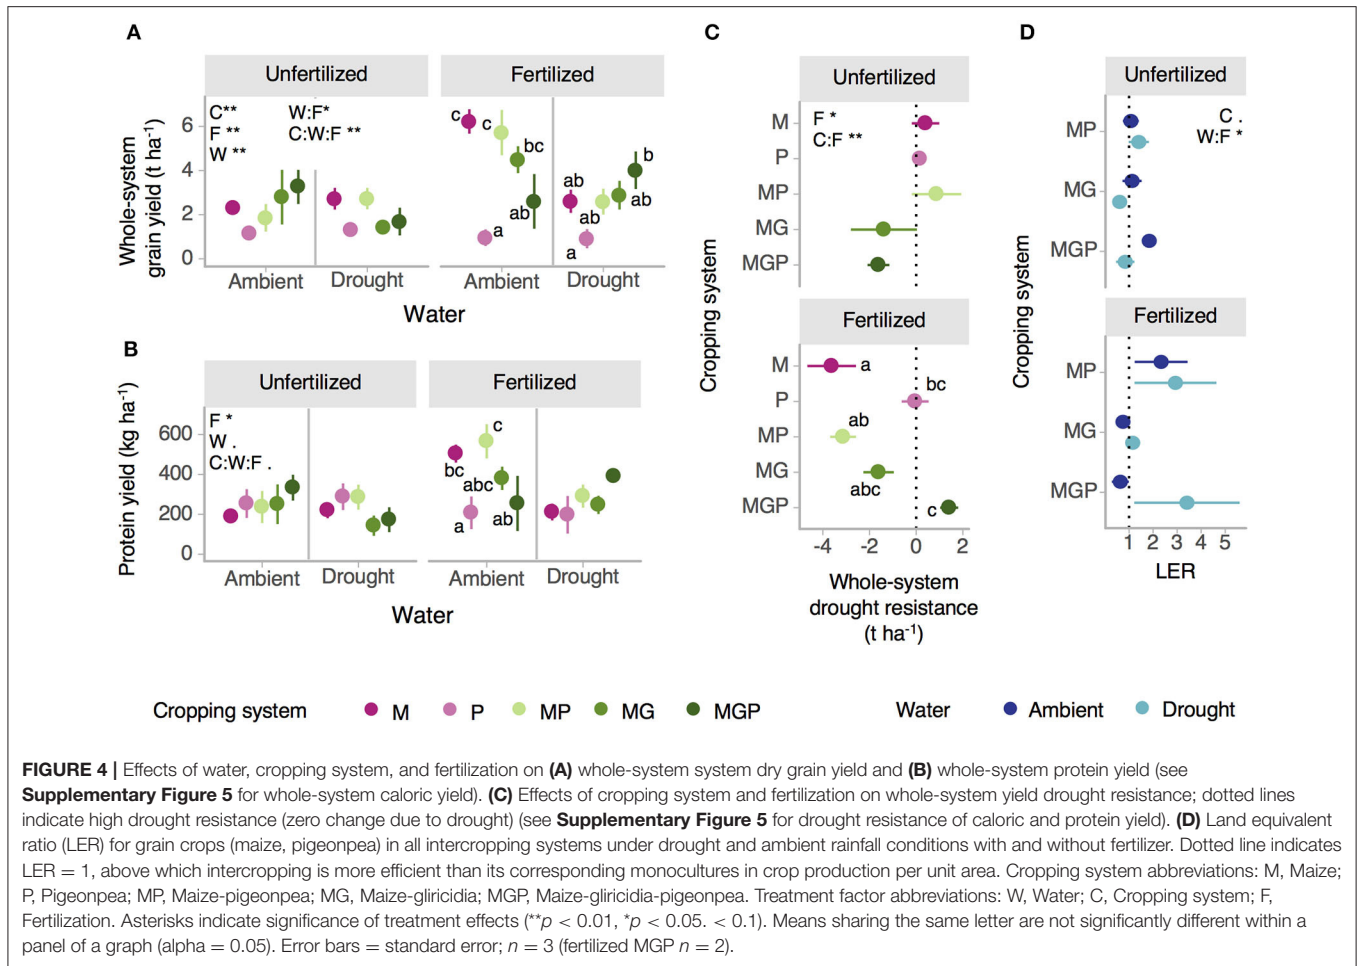 A
Unfertilized
Fertilized
Whole-system
grain yield (t ha-1)
6
4
2
0
C**
F **
W **
W:F*
C:W:F **
c
c
bc
a
ab
ab
ab
a
b
ab
Ambient
Drought
Ambient
Drought
Water
B
Unfertilized
Fertilized
Protein yield (kg ha-1)
600
400
200
0
F *
W .
C:W:F .
bc
a
c
abc
ab
Ambient
Drought
Ambient
Drought
Water
C
Unfertilized
Cropping system
M
P
MP
MG
MGP
F *
C:F **
Fertilized
M
P
MP
MG
MGP
a
bc
ab
abc
c
-4
-2
0
2
Whole-system
drought resistance
(t ha-1)
D
Unfertilized
Cropping system
MP
MG
MGP
C .
W:F *
Fertilized
MP
MG
MGP
1
2
3
4
5
LER
Cropping system M P MP MG MGP Water Ambient Drought
FIGURE 4 | Effects of water, cropping system, and fertilization on (A) whole-system system dry grain yield and (B) whole-system protein yield (see
Supplementary Figure 5 for whole-system caloric yield). (C) Effects of cropping system and fertilization on whole-system yield drought resistance; dotted lines
indicate high drought resistance (zero change due to drought) (see Supplementary Figure 5 for drought resistance of caloric and protein yield). (D) Land equivalent
ratio (LER) for grain crops (maize, pigeonpea) in all intercropping systems under drought and ambient rainfall conditions with and without fertilizer. Dotted line indicates
LER = 1, above which intercropping is more efficient than its corresponding monocultures in crop production per unit area. Cropping system abbreviations: M, Maize;
P, Pigeonpea; MP, Maize-pigeonpea; MG, Maize-gliricidia; MGP, Maize-gliricidia-pigeonpea. Treatment factor abbreviations: W, Water; C, Cropping system; F,
Fertilization. Asterisks indicate significance of treatment effects (**p < 0.01, *p < 0.05. < 0.1). Means sharing the same letter are not significantly different within a
panel of a graph (alpha = 0.05). Error bars = standard error; n = 3 (fertilized MGP n = 2).